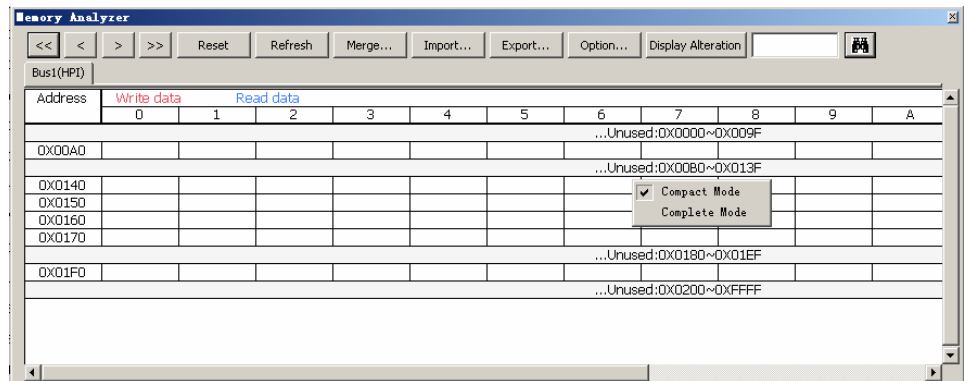 Memory Analyzer
<< < > >> Reset Refresh Merge... Import... Export... Option... Display Alteration
Bus1(HPI)
Address Write data Read data
0 1 2 3 4 5 6 7 8 9 A
...Unused:0X0000~0X009F
0X00A0
...Unused:0X00B0~0X013F
0X0140
Compact Mode
0X0150
Complete Mode
0X0160
0X0170
...Unused:0X0180~0X01EF
0X01F0
...Unused:0X0200~0XFFFF